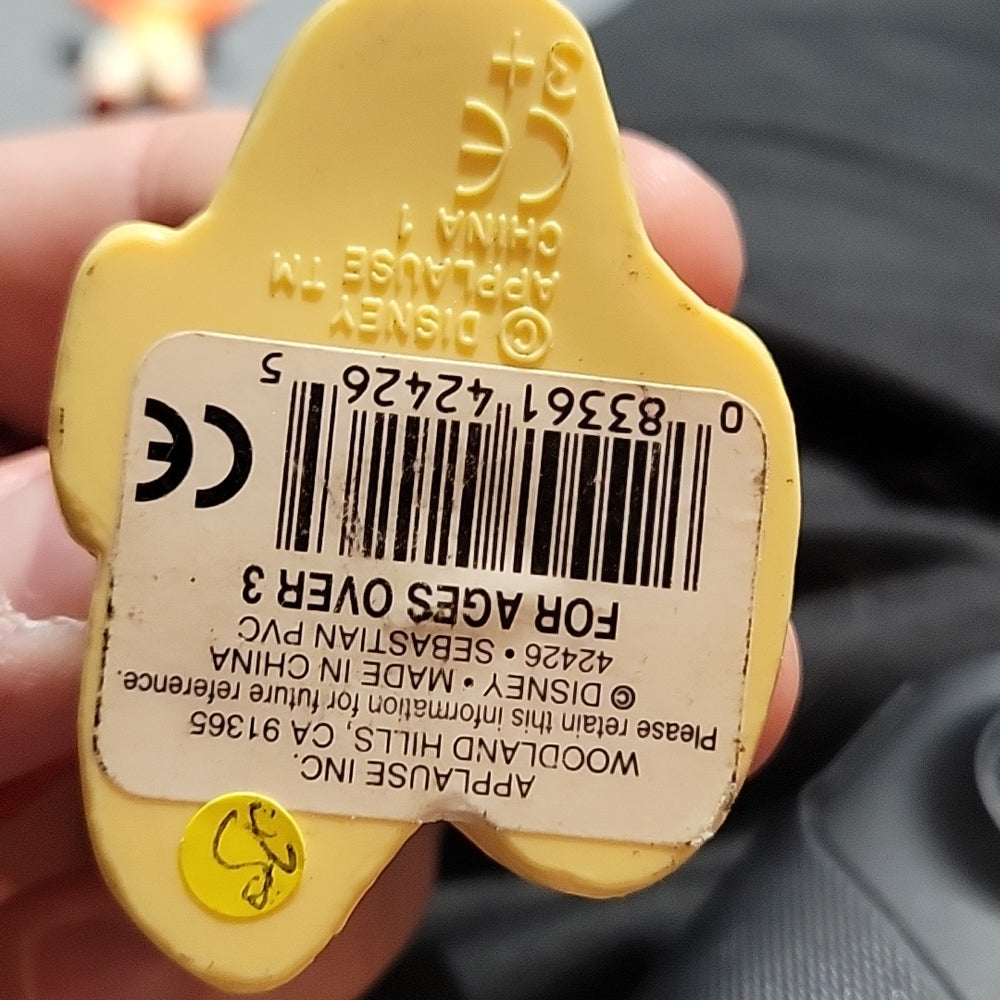 APPLAUSE INC.
WOODLAND HILLS, CA 91365
Please retain this information for future reference.
© DISNEY • MADE IN CHINA
42426 • SEBASTIAN PVC
FOR AGES OVER 3
0 83361 42426 5
CE
© DISNEY
APPLAUSE TM
CHINA 1
CE
3+